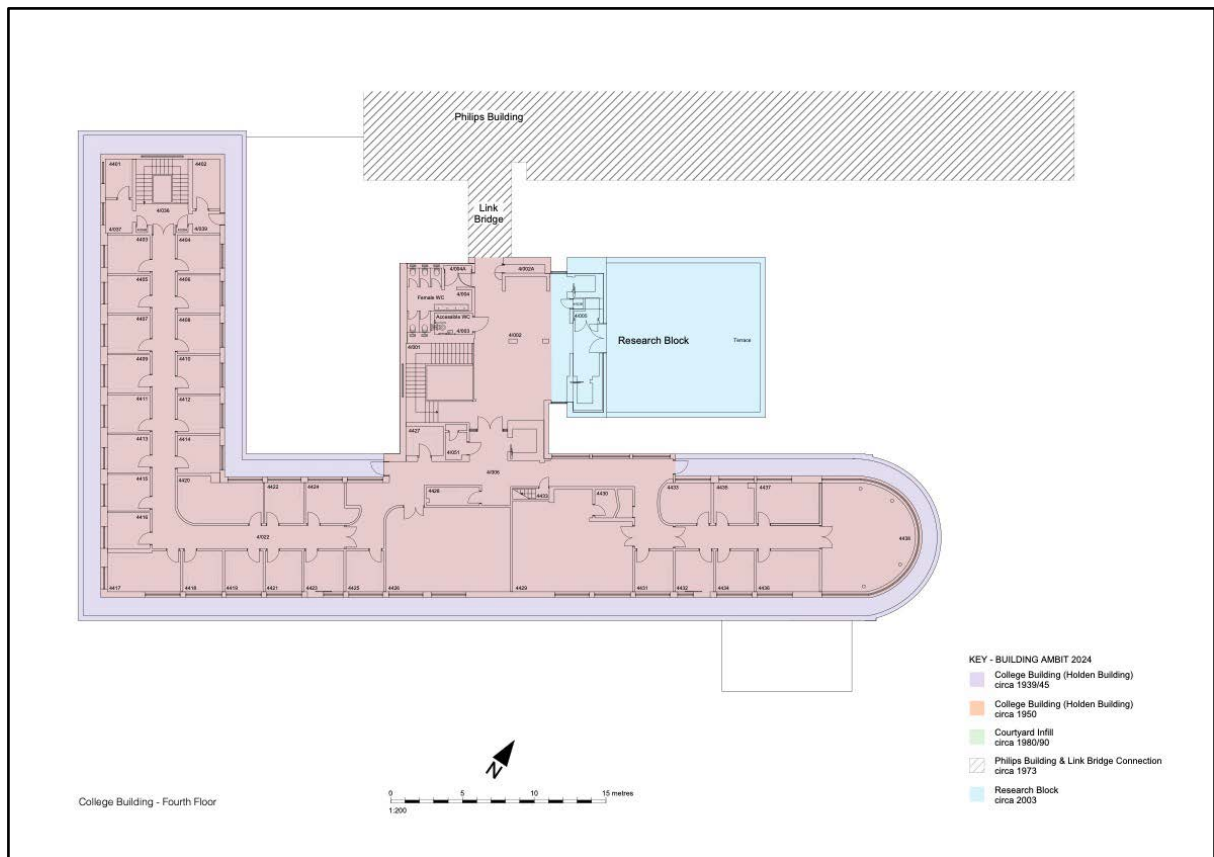 Philips Building
Link
Bridge
4401
4402
4/036
4/037
4/039
4403
4404
4405
4406
4407
4408
4409
4410
4411
4412
4413
4414
4415
4420
4422
4424
4416
4/022
4417
4418
4419
4421
4423
4425
4426
4/004A
4/002A
4/004
Female WC
Accessible WC
4/003
4/001
4/002
4427
4/051
4/006
4428
4429
4430
4431
4432
4433
4434
4435
4436
4437
4438
Research Block
Terrace
KEY - BUILDING AMBIT 2024
College Building (Holden Building)
circa 1939/45
College Building (Holden Building)
circa 1950
Courtyard Infill
circa 1980/90
Philips Building & Link Bridge Connection
circa 1973
Research Block
circa 2003
N
College Building - Fourth Floor
0 5 10 15 metres
1:200